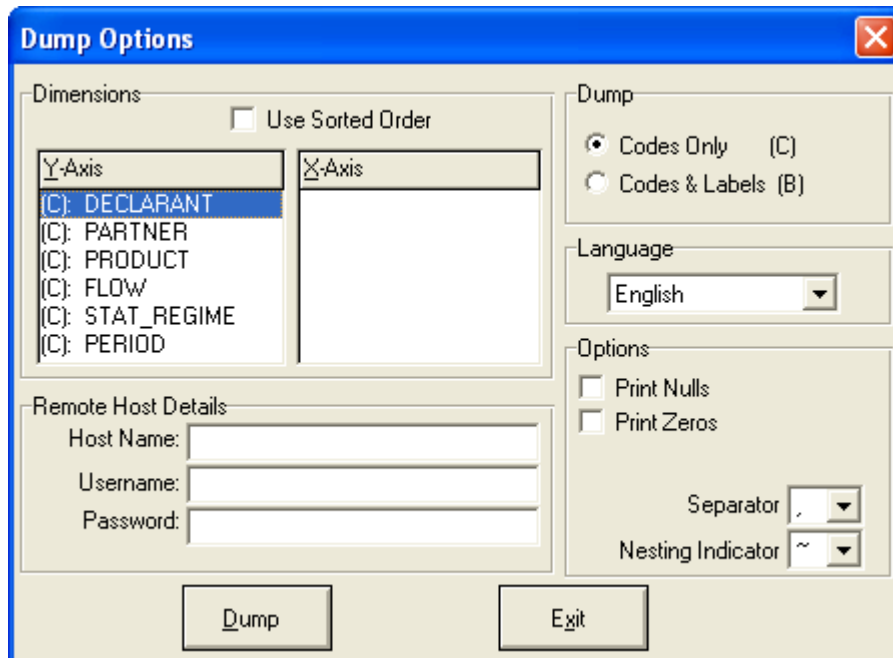 Dump Options
Dimensions
Use Sorted Order
Y-Axis
(C): DECLARANT
(C): PARTNER
(C): PRODUCT
(C): FLOW
(C): STAT_REGIME
(C): PERIOD
X-Axis
Remote Host Details
Host Name:
Username:
Password:
Dump
Codes Only (C)
Codes & Labels (B)
Language
English
Options
Print Nulls
Print Zeros
Separator ,
Nesting Indicator ~
Dump
Exit